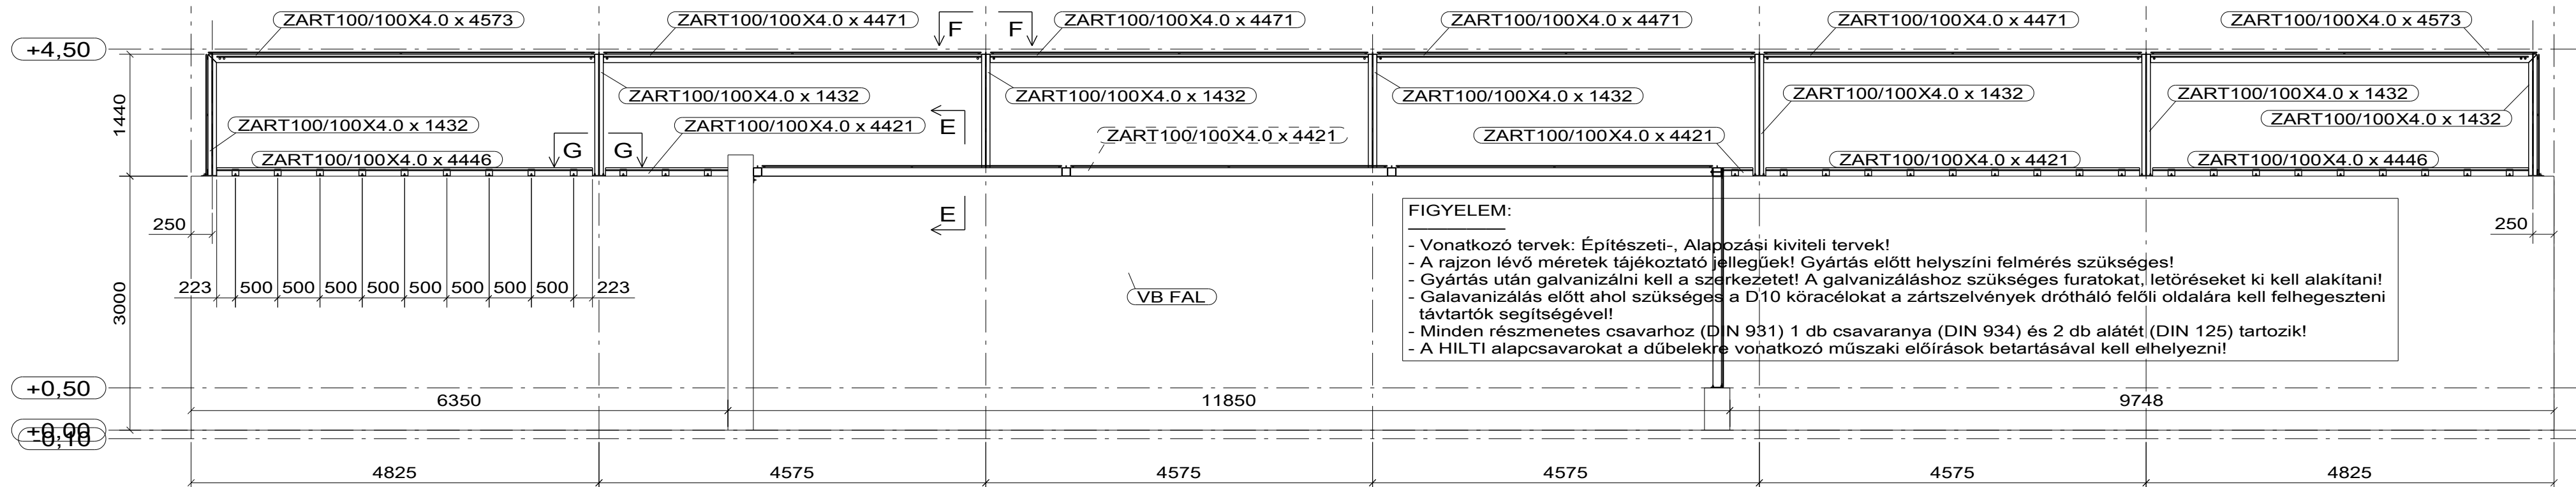 ZART100/100X4.0 x 4573
ZART100/100X4.0 x 4471
F F
ZART100/100X4.0 x 4471
ZART100/100X4.0 x 4471
ZART100/100X4.0 x 4471
ZART100/100X4.0 x 4573
+4,50
1440
ZART100/100X4.0 x 1432
ZART100/100X4.0 x 1432
ZART100/100X4.0 x 1432
ZART100/100X4.0 x 1432
ZART100/100X4.0 x 1432
ZART100/100X4.0 x 1432
ZART100/100X4.0 x 1432
ZART100/100X4.0 x 4421
E
ZART100/100X4.0 x 4421
ZART100/100X4.0 x 4421
G G
ZART100/100X4.0 x 4446
ZART100/100X4.0 x 4421
ZART100/100X4.0 x 4446
E
250
250
FIGYELEM:
- Vonatkozó tervek: Építészeti-, Alapozási kiviteli tervek!
- A rajzon lévő méretek tájékoztató jellegűek! Gyártás előtt helyszíni felmérés szükséges!
- Gyártás után galvanizálni kell a szerkezetet! A galvanizáláshoz szükséges furatokat, letöréseket ki kell alakítani!
- Galavanizálás előtt ahol szükséges a D10 köracélokat a zártszelvények drótháló felőli oldalára kell felhegeszteni
távtartók segítségével!
- Minden részmenetes csavarhoz (DIN 931) 1 db csavaranya (DIN 934) és 2 db alátét (DIN 125) tartozik!
- A HILTI alapcsavarokat a dűbelekre vonatkozó műszaki előírások betartásával kell elhelyezni!
223 500 500 500 500 500 500 500 500 223
3000
VB FAL
+0,50
6350 11850 9748
+0,00
-0,10
4825 4575 4575 4575 4575 4825